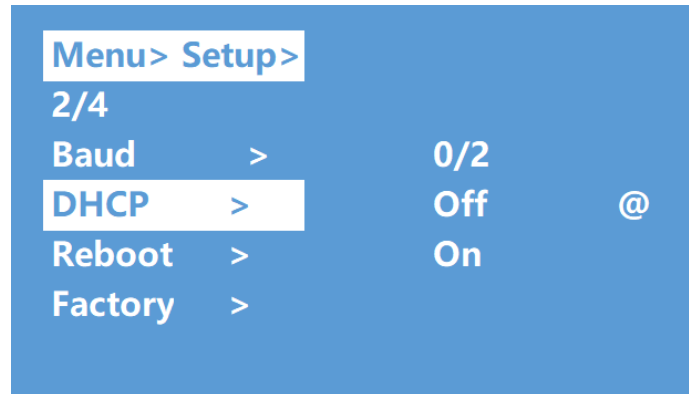 Menu> Setup>
2/4
Baud > 0/2
DHCP > Off @
Reboot > On
Factory >